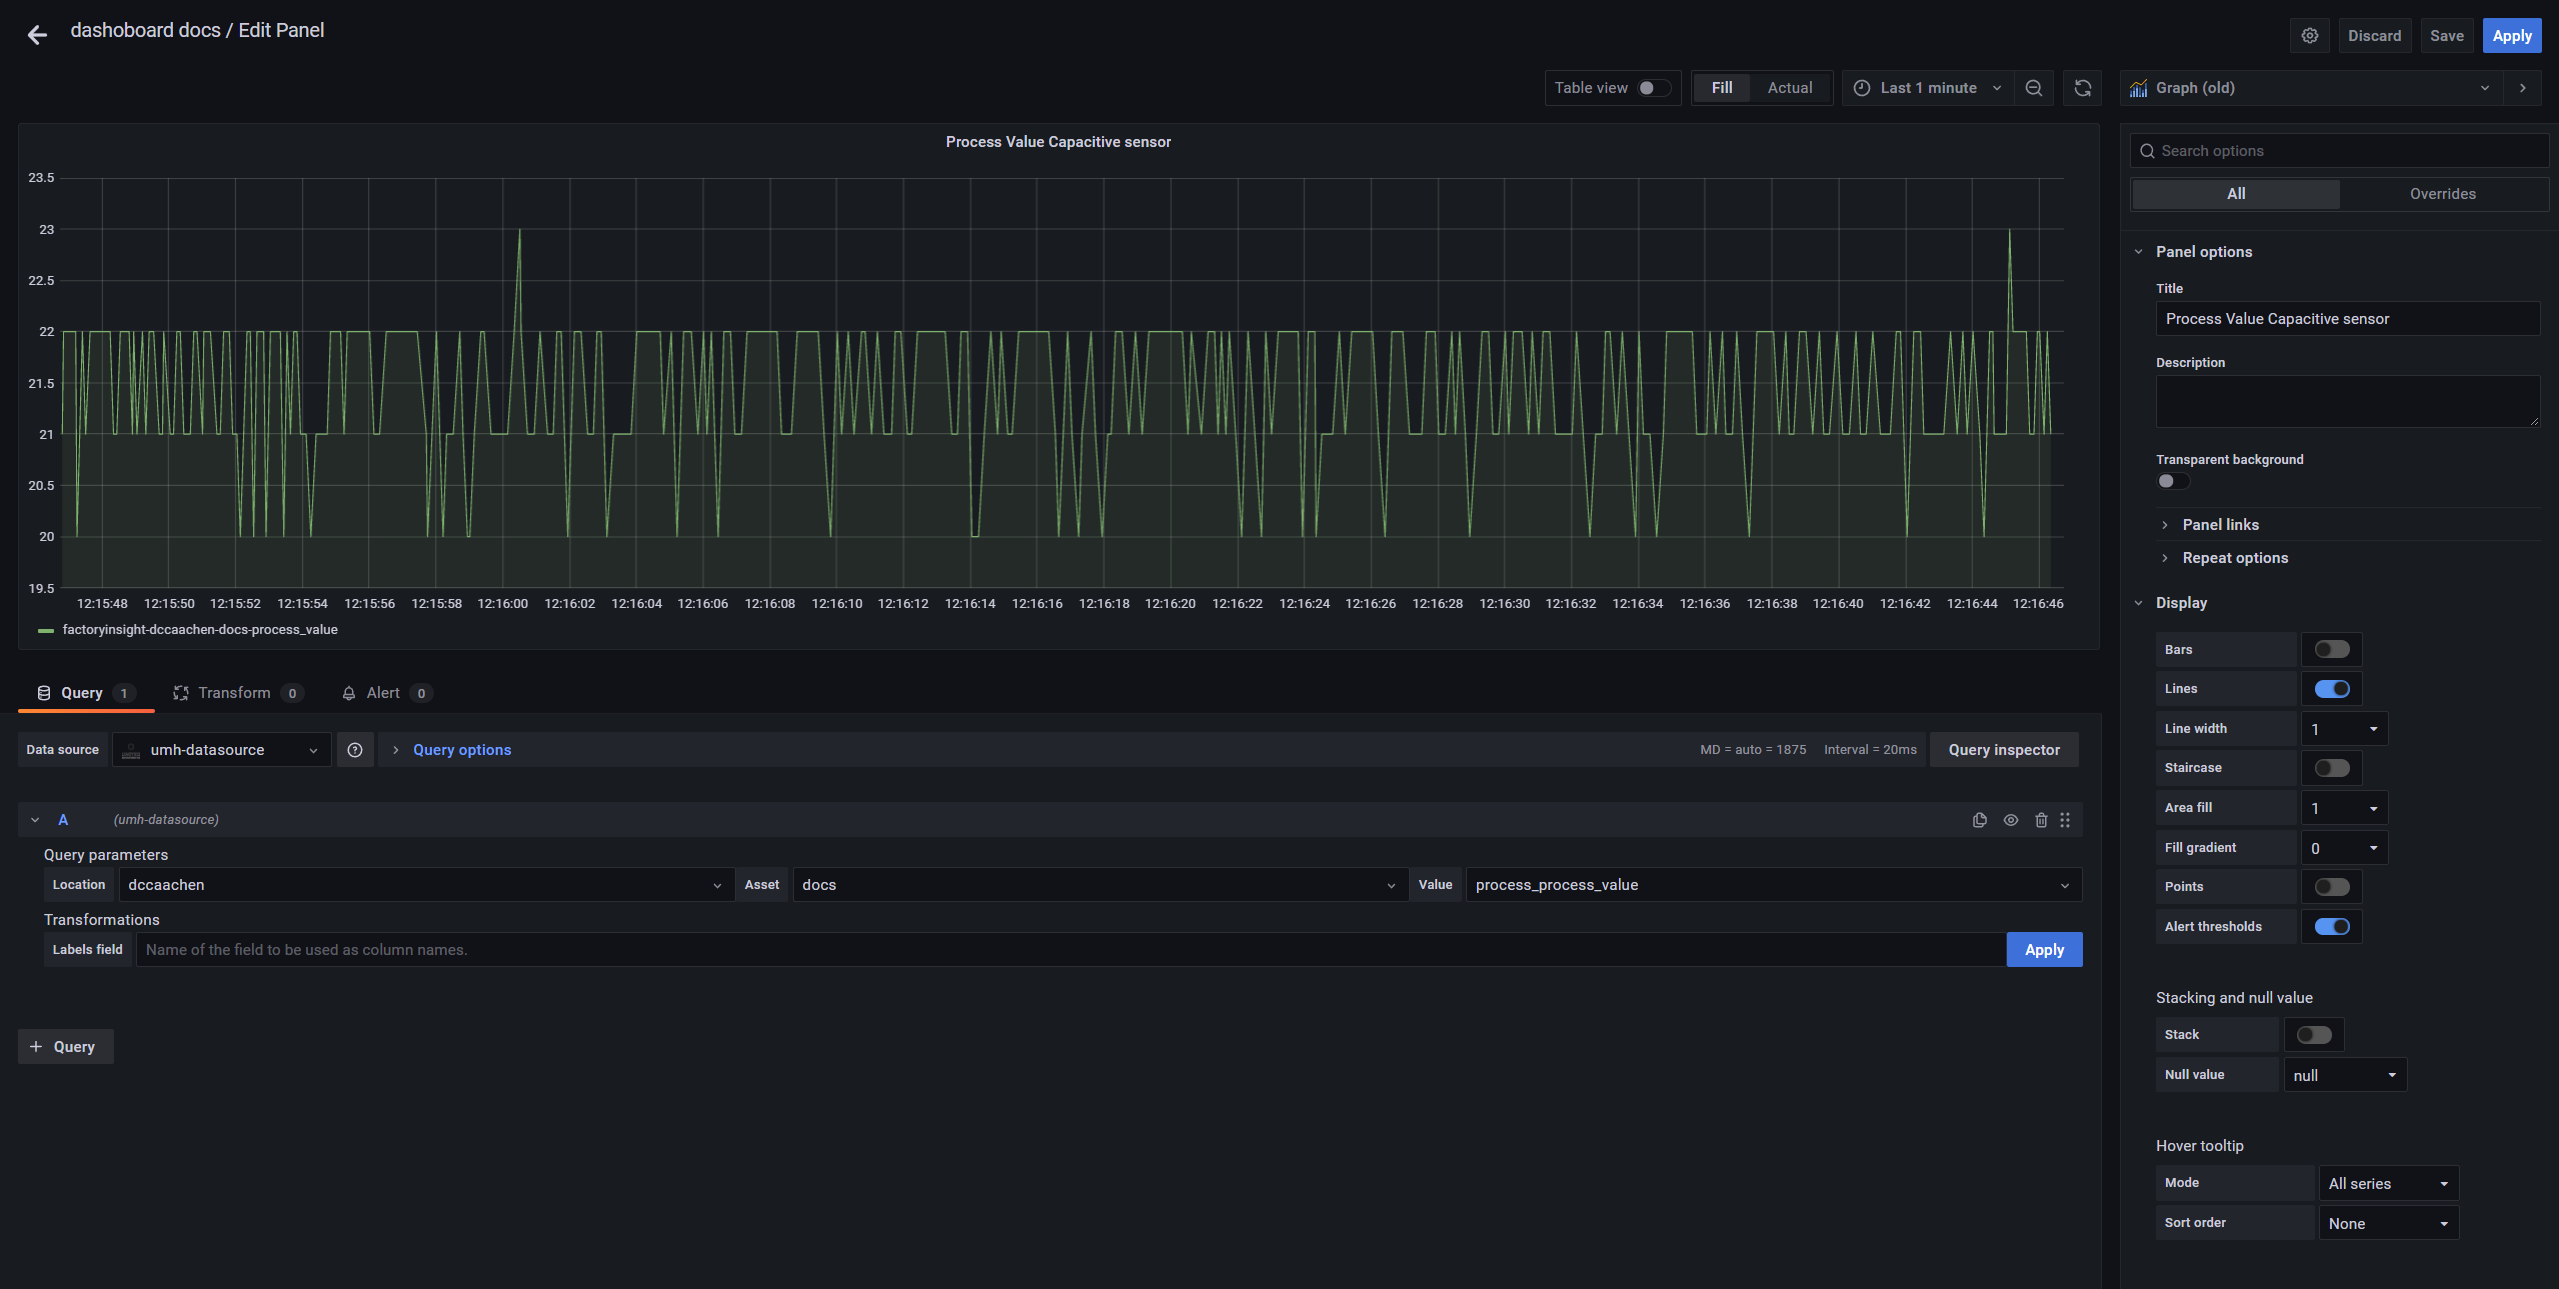 dashoboard docs / Edit Panel
Discard
Save
Apply
Table view
Fill
Actual
Last 1 minute
Graph (old)
Process Value Capacitive sensor
23.5
23
22.5
22
21.5
21
20.5
20
19.5
12:15:48 12:15:50 12:15:52 12:15:54 12:15:56 12:15:58 12:16:00 12:16:02 12:16:04 12:16:06 12:16:08 12:16:10 12:16:12 12:16:14 12:16:16 12:16:18 12:16:20 12:16:22 12:16:24 12:16:26 12:16:28 12:16:30 12:16:32 12:16:34 12:16:36 12:16:38 12:16:40 12:16:42 12:16:44 12:16:46
factoryinsight-dccaachen-docs-process_value
Query 1
Transform 0
Alert 0
Data source
umh-datasource
Query options
MD = auto = 1875
Interval = 20ms
Query inspector
A
(umh-datasource)
Query parameters
Location
dccaachen
Asset
docs
Value
process_process_value
Transformations
Labels field
Name of the field to be used as column names.
Apply
+ Query
Search options
All
Overrides
Panel options
Title
Process Value Capacitive sensor
Description
Transparent background
Panel links
Repeat options
Display
Bars
Lines
Line width
1
Staircase
Area fill
1
Fill gradient
0
Points
Alert thresholds
Stacking and null value
Stack
Null value
null
Hover tooltip
Mode
All series
Sort order
None